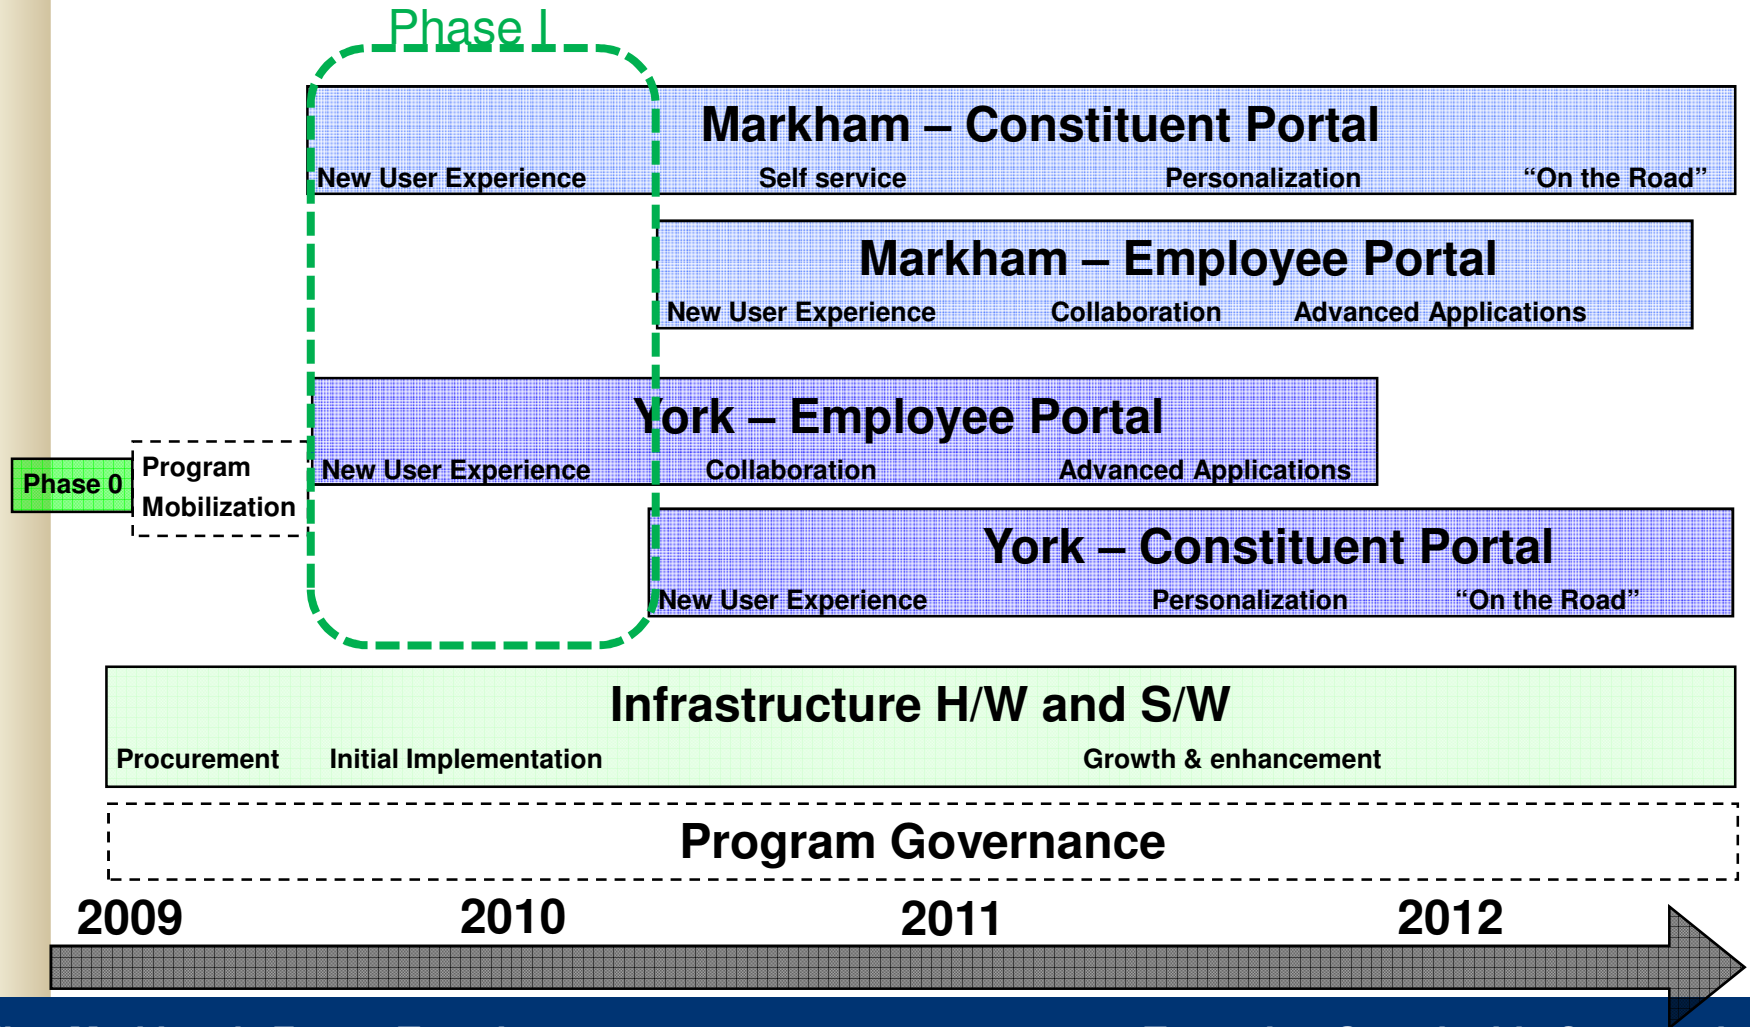 Phase I
Markham – Constituent Portal
New User Experience Self service Personalization “On the Road”
Markham – Employee Portal
New User Experience Collaboration Advanced Applications
York – Employee Portal
New User Experience Collaboration Advanced Applications
Phase 0
Program
Mobilization
York – Constituent Portal
New User Experience Personalization “On the Road”
Infrastructure H/W and S/W
Procurement Initial Implementation Growth & enhancement
Program Governance
2009 2010 2011 2012